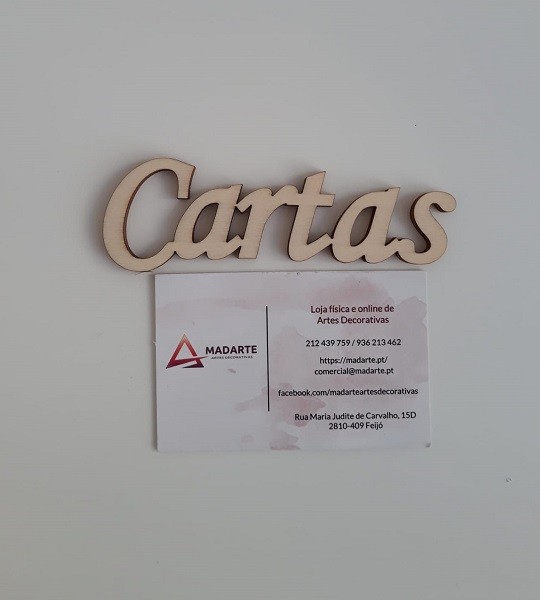 Cartas
MADARTE
ARTES DECORATIVAS
Loja física e online de
Artes Decorativas
212 439 759 / 936 213 462
https://madarte.pt/
comercial@madarte.pt
facebook.com/madarteartesdecorativas
Rua Maria Judite de Carvalho, 15D
2810-409 Feijó